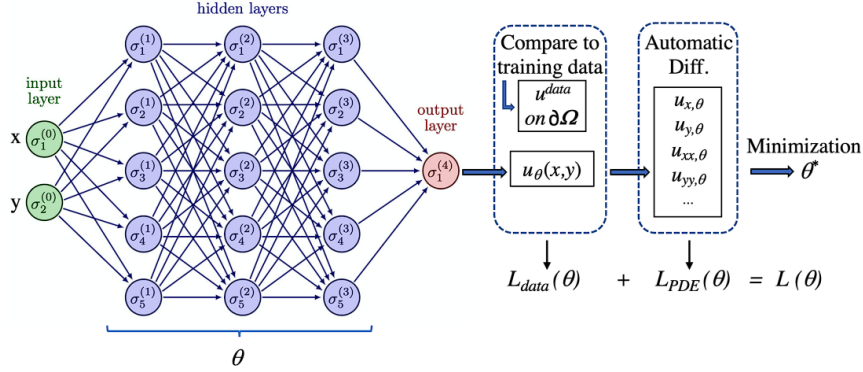 hidden layers
input
layer
x
y
σ₁⁽⁰⁾
σ₂⁽⁰⁾
σ₁⁽¹⁾
σ₂⁽¹⁾
σ₃⁽¹⁾
σ₄⁽¹⁾
σ₅⁽¹⁾
σ₁⁽²⁾
σ₂⁽²⁾
σ₃⁽²⁾
σ₄⁽²⁾
σ₅⁽²⁾
σ₁⁽³⁾
σ₂⁽³⁾
σ₃⁽³⁾
σ₄⁽³⁾
σ₅⁽³⁾
output
layer
σ₁⁽⁴⁾
θ
Compare to
training data
u^data
on ∂Ω
u_θ(x,y)
Automatic
Diff.
u_x,θ
u_y,θ
u_xx,θ
u_yy,θ
...
Minimization
θ*
L_data(θ) + L_PDE(θ) = L(θ)